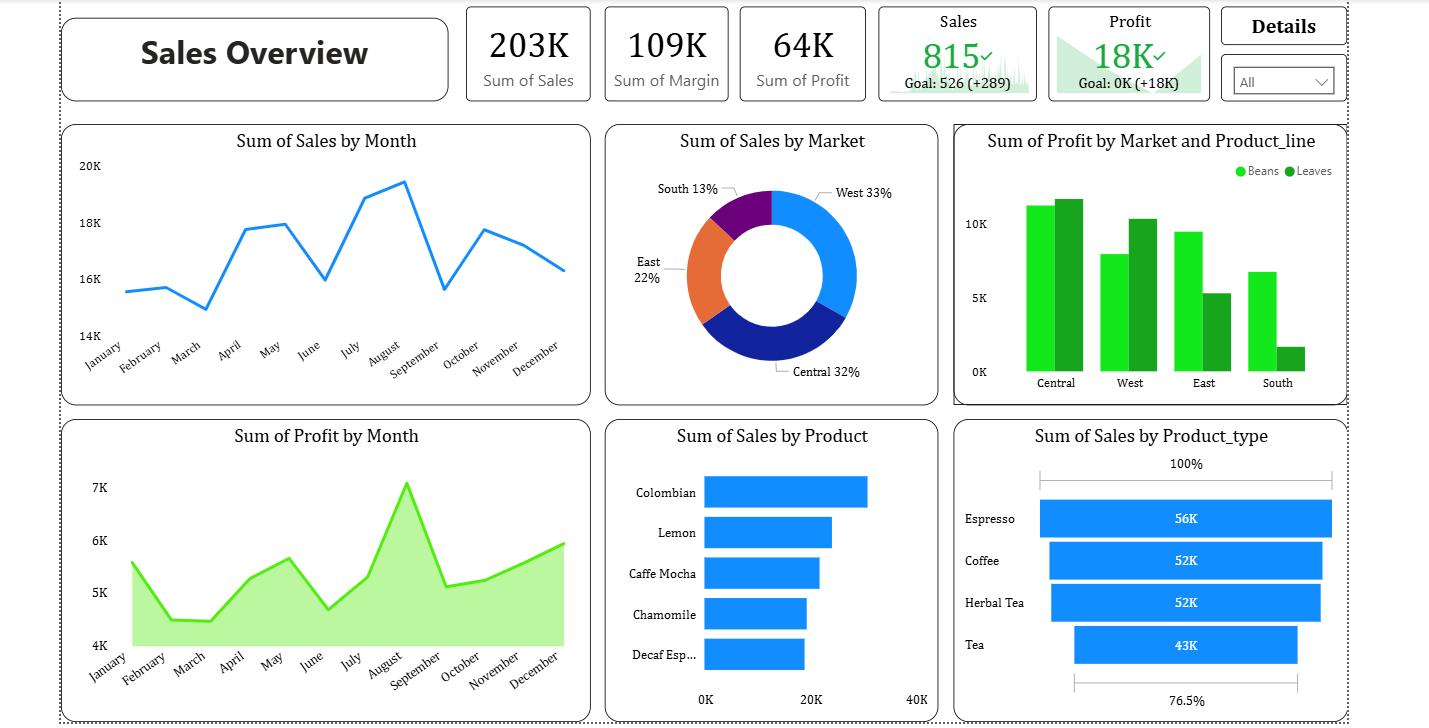 Sales Overview
203K
Sum of Sales
109K
Sum of Margin
64K
Sum of Profit
Sales
815
Goal: 526 (+289)
Profit
18K
Goal: 0K (+18K)
Details
All
Sum of Sales by Month
20K
18K
16K
14K
January
February
March
April
May
June
July
August
September
October
November
December
Sum of Sales by Market
South 13%
West 33%
East
22%
Central 32%
Sum of Profit by Market and Product_line
Beans
Leaves
10K
5K
0K
Central
West
East
South
Sum of Profit by Month
7K
6K
5K
4K
January
February
March
April
May
June
July
August
September
October
November
December
Sum of Sales by Product
Colombian
Lemon
Caffe Mocha
Chamomile
Decaf Esp...
0K
20K
40K
Sum of Sales by Product_type
100%
Espresso
56K
Coffee
52K
Herbal Tea
52K
Tea
43K
76.5%